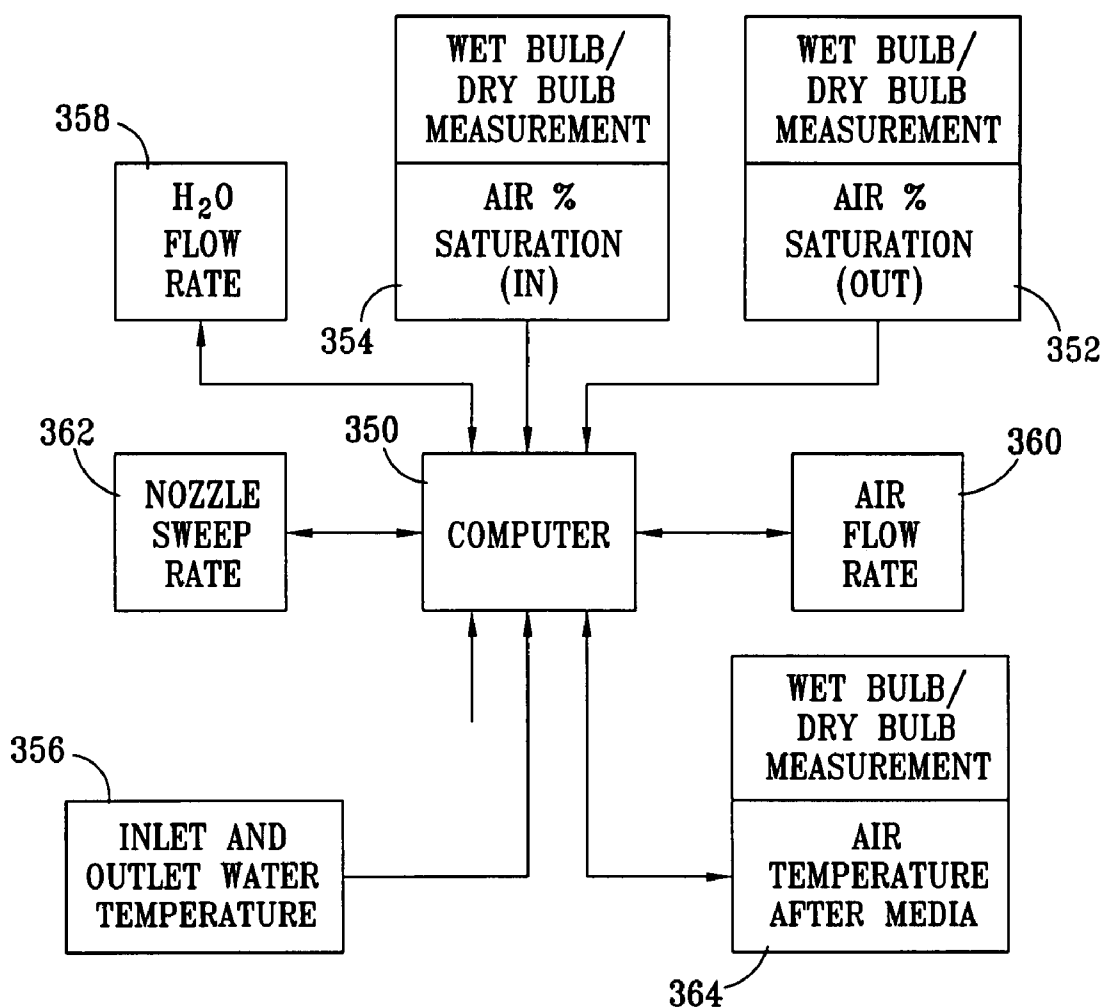 WET BULB/
DRY BULB
MEASUREMENT
WET BULB/
DRY BULB
MEASUREMENT
358
H₂O
FLOW
RATE
AIR %
SATURATION
(IN)
AIR %
SATURATION
(OUT)
354
352
362
350
360
NOZZLE
SWEEP
RATE
COMPUTER
AIR
FLOW
RATE
WET BULB/
DRY BULB
MEASUREMENT
356
INLET AND
OUTLET WATER
TEMPERATURE
AIR
TEMPERATURE
AFTER MEDIA
364